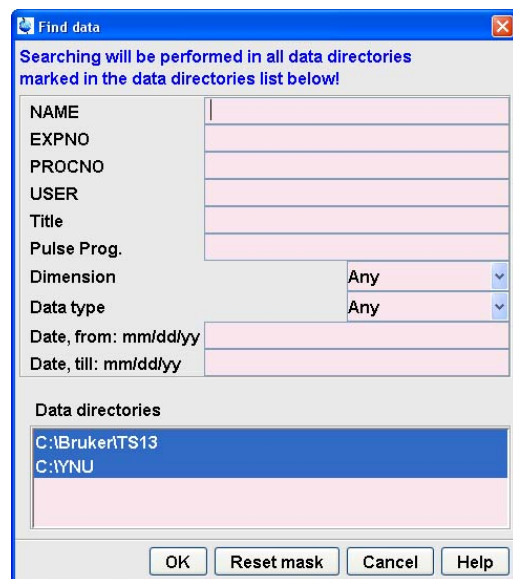 Find data
Searching will be performed in all data directories
marked in the data directories list below!
NAME
EXPNO
PROCNO
USER
Title
Pulse Prog.
Dimension Any
Data type Any
Date, from: mm/dd/yy
Date, till: mm/dd/yy
Data directories
C:\Bruker\TS13
C:\YNU
OK Reset mask Cancel Help